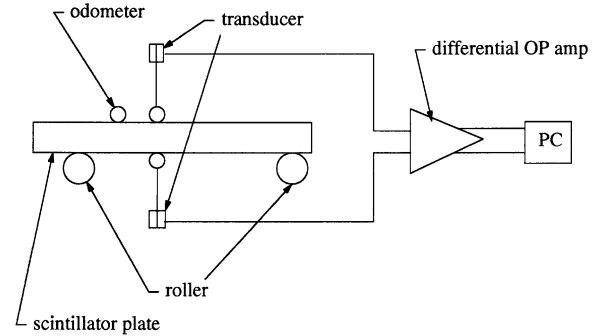 odometer
transducer
differential OP amp
PC
roller
scintillator plate